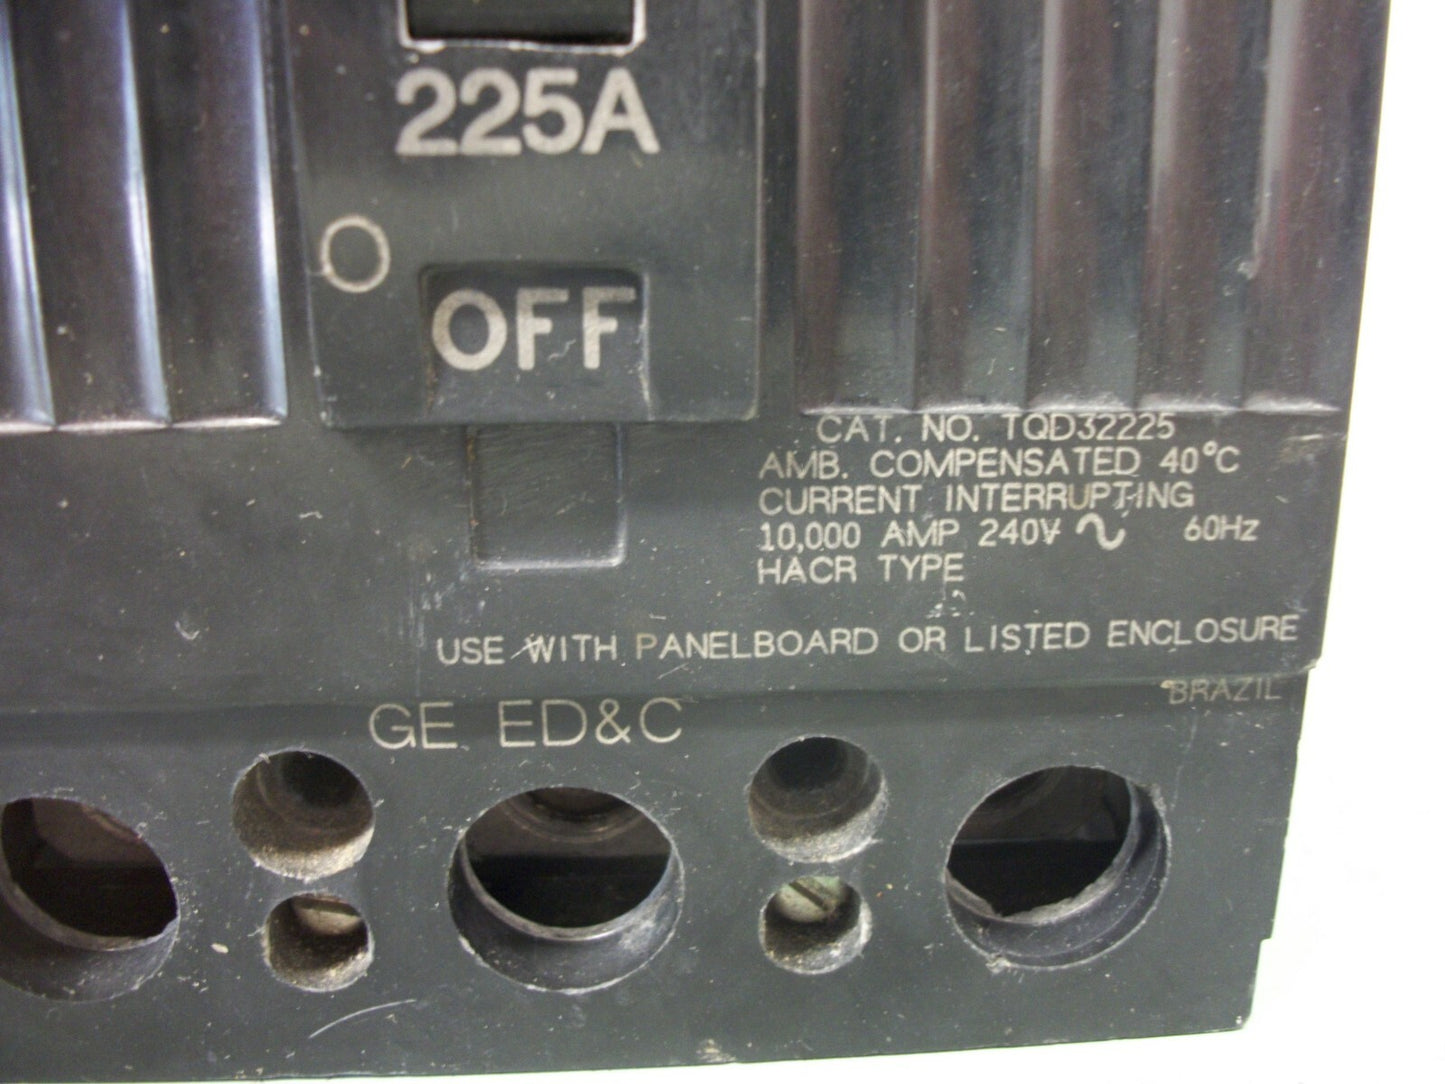 225A
OFF
CAT. NO. TQD32225
AMB. COMPENSATED 40°C
CURRENT INTERRUPTING
10,000 AMP 240V ∿ 60Hz
HACR TYPE
USE WITH PANELBOARD OR LISTED ENCLOSURE
BRAZIL
GE ED&C